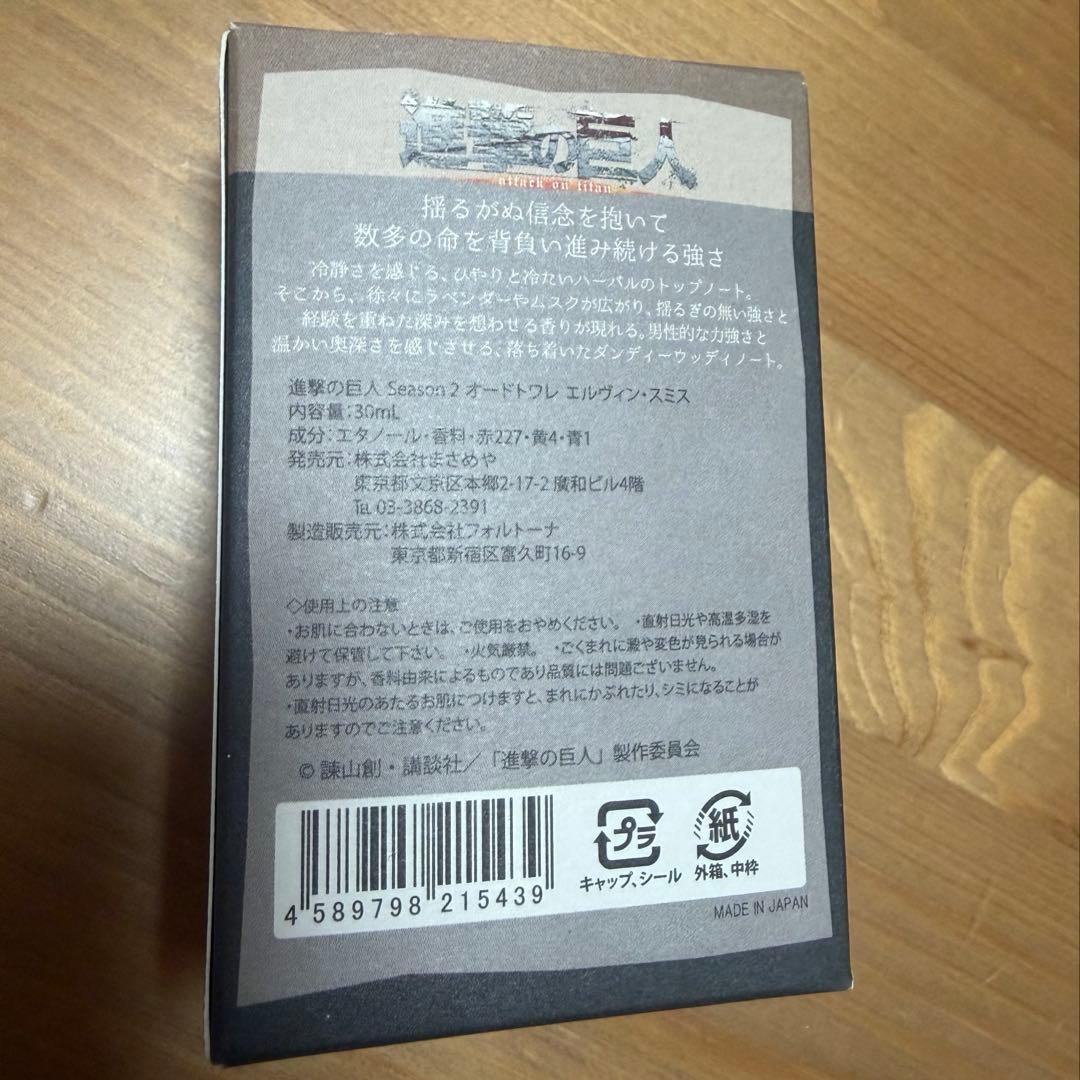 進撃の巨人
attack on titan
揺るがぬ信念を抱いて
数多の命を背負い進み続ける強さ
冷静さを感じる、ひやりと冷たいハーバルのトップノート。
そこから、徐々にラベンダーやムスクが広がり、揺るぎの無い強さと
経験を重ねた深みを想わせる香りが現れる。男性的な力強さと
温かい奥深さを感じさせる、落ち着いたダンディーウッディノート。
進撃の巨人 Season 2 オードトワレ エルヴィン・スミス
内容量：30mL
成分：エタノール・香料・赤227・黄4・青1
発売元：株式会社まさめや
東京都文京区本郷2-17-2 廣和ビル4階
℡ 03-3868-2391
製造販売元：株式会社フォルトーナ
東京都新宿区富久町16-9
◇使用上の注意
・お肌に合わないときは、ご使用をおやめください。 ・直射日光や高温多湿を
避けて保管して下さい。 ・火気厳禁。 ・ごくまれに澱や変色が見られる場合が
ありますが、香料由来によるものであり品質には問題ございません。
・直射日光のあたるお肌につけますと、まれにかぶれたり、シミになることが
ありますのでご注意ください。
© 諫山創・講談社／「進撃の巨人」製作委員会
プラ 紙
キャップ、シール 外箱、中枠
4 589798 215439
MADE IN JAPAN